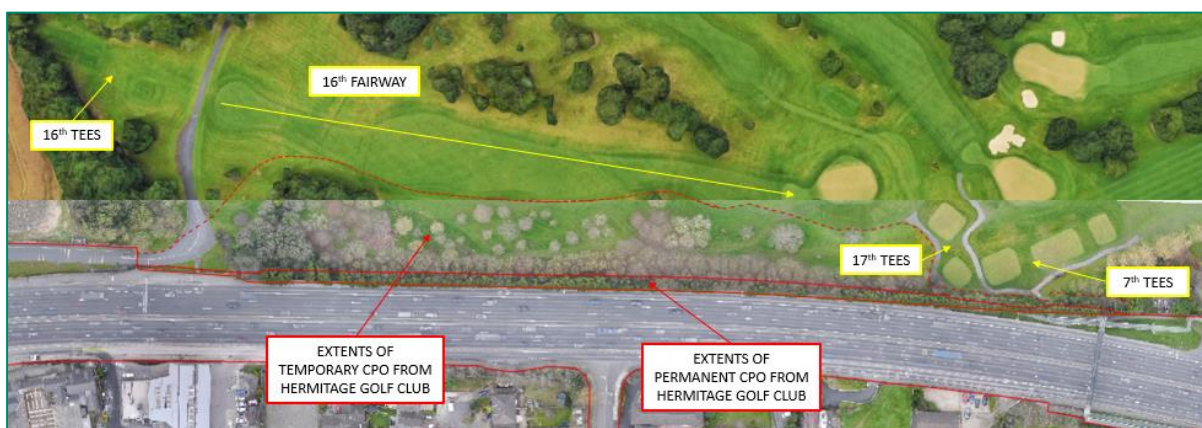 16th FAIRWAY
16th TEES
17th TEES
7th TEES
EXTENTS OF
TEMPORARY CPO FROM
HERMITAGE GOLF CLUB
EXTENTS OF
PERMANENT CPO FROM
HERMITAGE GOLF CLUB